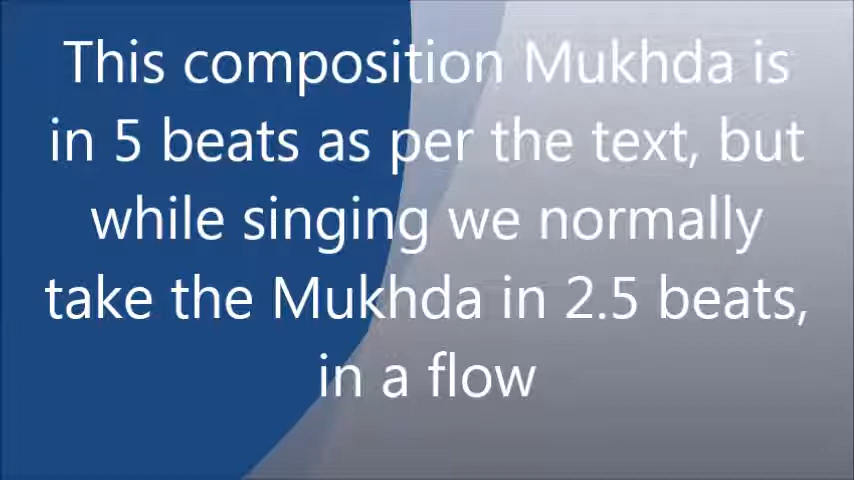 This composition Mukhda is
in 5 beats as per the text, but
while singing we normally
take the Mukhda in 2.5 beats,
in a flow